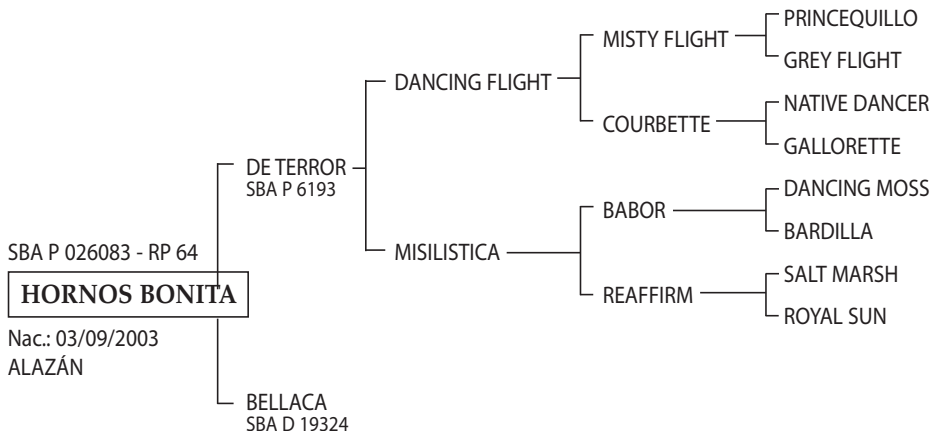 SBA P 026083 - RP 64
HORNOS BONITA
Nac.: 03/09/2003
ALAZÁN
DE TERROR
SBA P 6193
BELLACA
SBA D 19324
DANCING FLIGHT
MISILISTICA
MISTY FLIGHT
COURBETTE
BABOR
REAFFIRM
PRINCEQUILLO
GREY FLIGHT
NATIVE DANCER
GALLORETTE
DANCING MOSS
BARDILLA
SALT MARSH
ROYAL SUN